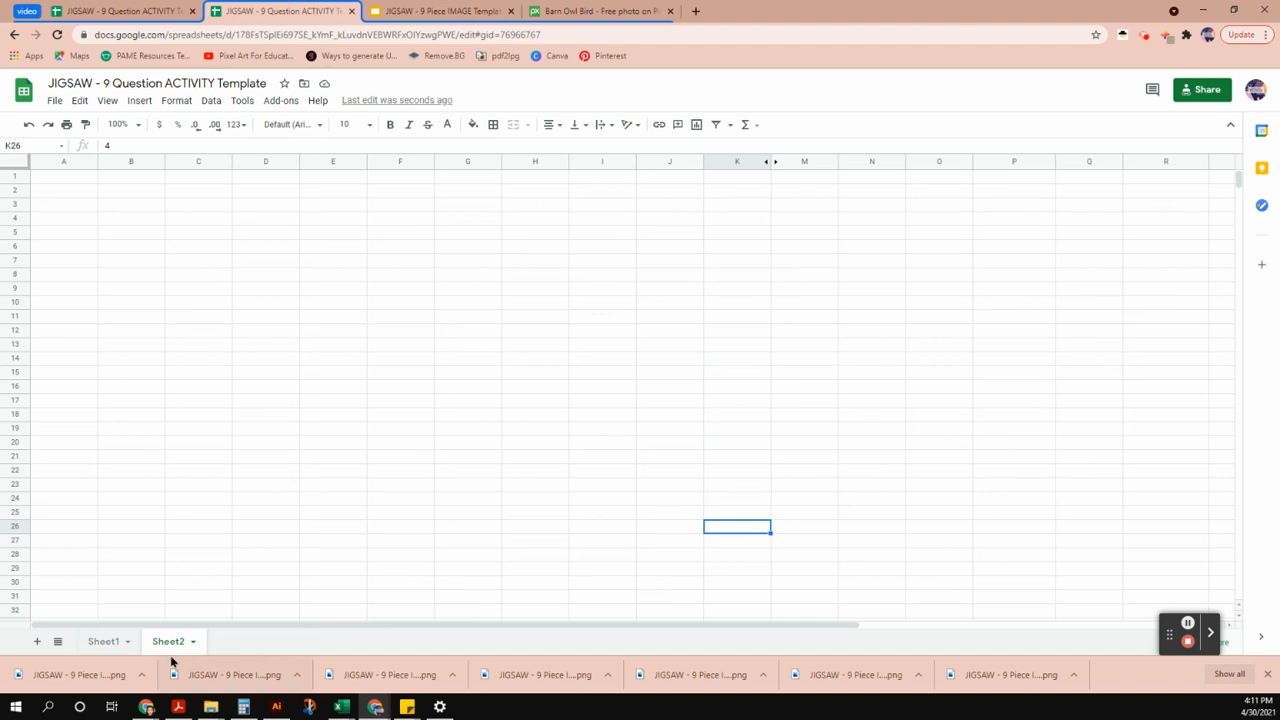 video JIGSAW - 9 Question ACTIVITY Te JIGSAW - 9 Question ACTIVITY Te JIGSAW - 9 Piece IMAGE Templat Barn Owl Bird - Free photo on P
docs.google.com/spreadsheets/d/178FsTSpIEi697SE_kYmF_kLuvdnVEBWRFxOIYzwgPWE/edit#gid=76966767 Update
Apps Maps PAME Resources Te... Pixel Art For Educat... Ways to generate U... Remove.BG pdf2jpg Canva Pinterest
JIGSAW - 9 Question ACTIVITY Template
Share
File Edit View Insert Format Data Tools Add-ons Help Last edit was seconds ago
100% $ % .0 .00 123 Default (Ari... 10 B I S A
K26 fx 4
A B C D E F G H I J K M N O P Q R
1
2
3
4
5
6
7
8
9
10
11
12
13
14
15
16
17
18
19
20
21
22
23
24
25
26
27
28
29
30
31
32
Sheet1 Sheet2
JIGSAW - 9 Piece I....png JIGSAW - 9 Piece I....png JIGSAW - 9 Piece I....png JIGSAW - 9 Piece I....png JIGSAW - 9 Piece I....png JIGSAW - 9 Piece I....png JIGSAW - 9 Piece I....png Show all
Ai
4:11 PM
4/30/2021